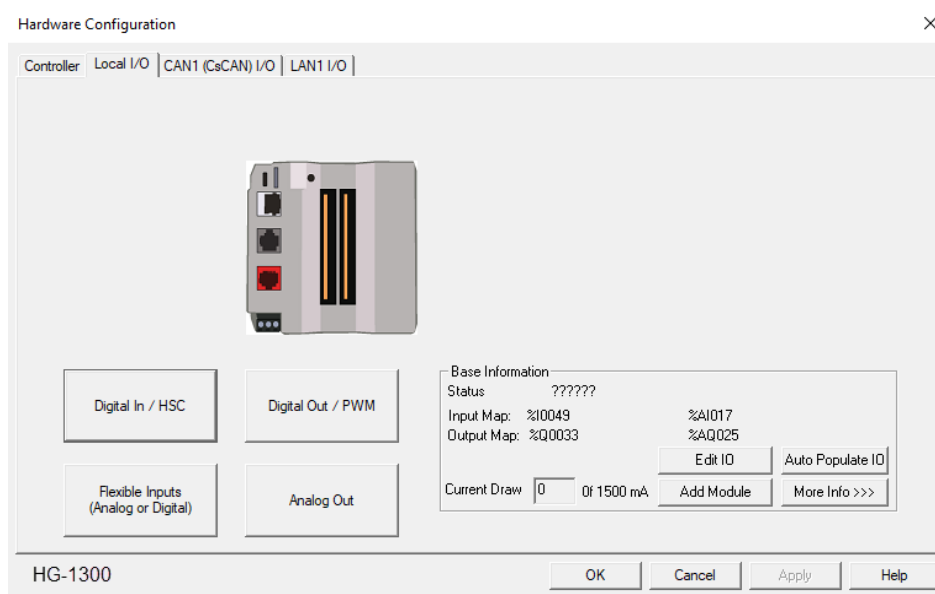 Hardware Configuration
Controller Local I/O CAN1 (CsCAN) I/O LAN1 I/O
Digital In / HSC
Digital Out / PWM
Flexible Inputs
(Analog or Digital)
Analog Out
Base Information
Status ??????
Input Map: %I0049 %AI017
Output Map: %Q0033 %AQ025
Edit IO Auto Populate IO
Current Draw 0 0f 1500 mA Add Module More Info >>>
HG-1300
OK Cancel Apply Help